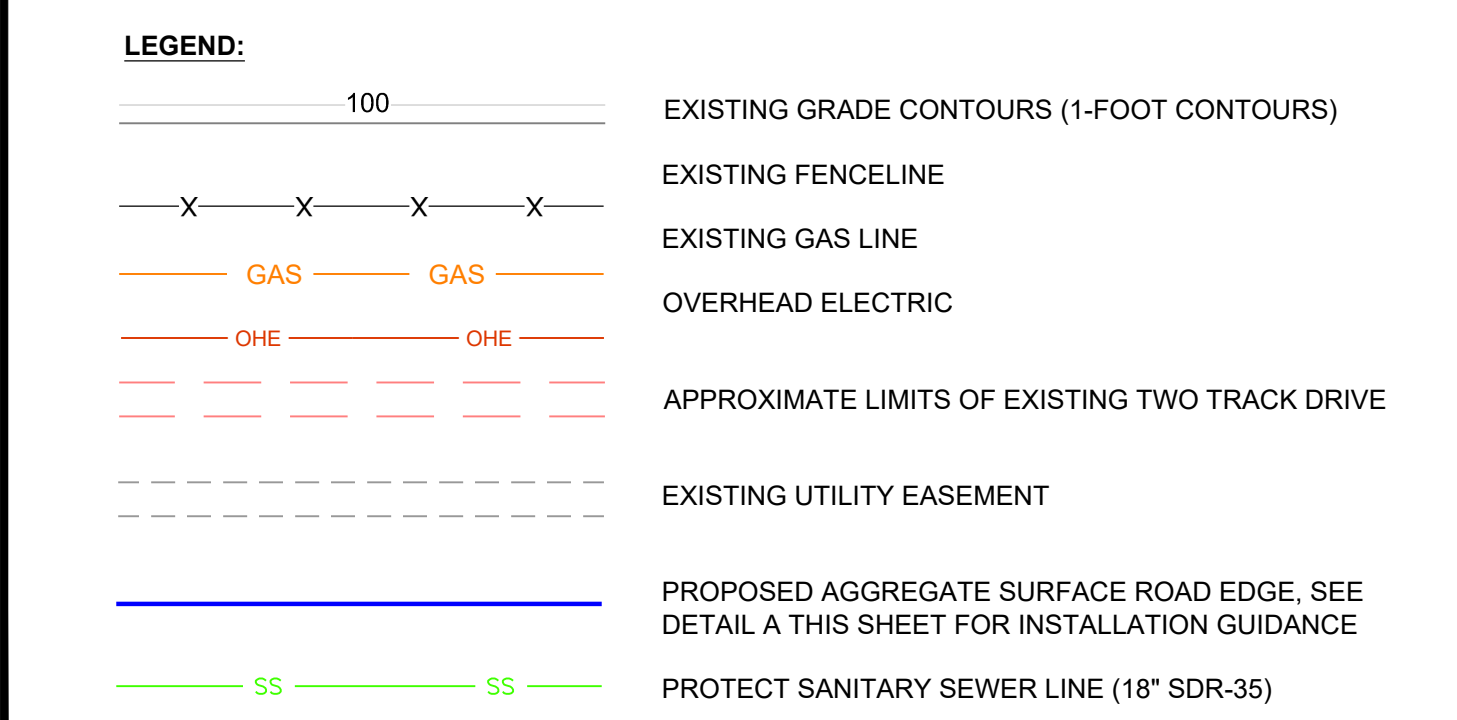 LEGEND:
100
EXISTING GRADE CONTOURS (1-FOOT CONTOURS)
EXISTING FENCELINE
X X X X
EXISTING GAS LINE
GAS GAS
OVERHEAD ELECTRIC
OHE OHE
APPROXIMATE LIMITS OF EXISTING TWO TRACK DRIVE
EXISTING UTILITY EASEMENT
PROPOSED AGGREGATE SURFACE ROAD EDGE, SEE
DETAIL A THIS SHEET FOR INSTALLATION GUIDANCE
SS SS
PROTECT SANITARY SEWER LINE (18" SDR-35)